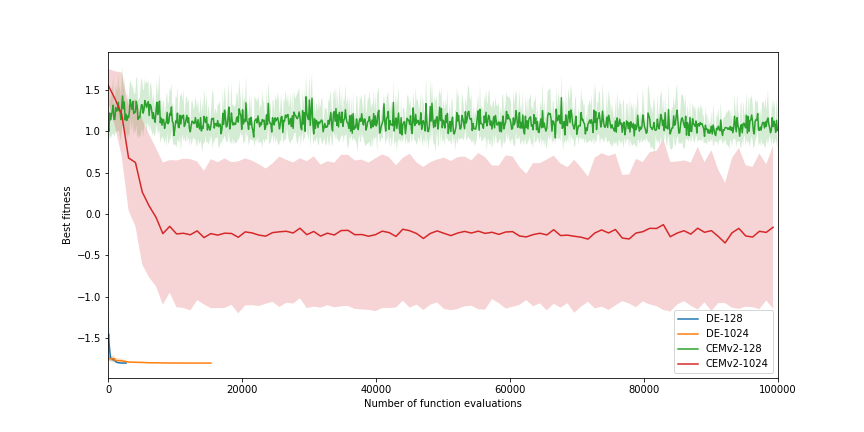 1.5
1.0
0.5
0.0
−0.5
−1.0
−1.5
Best fitness
0
20000
40000
60000
80000
100000
Number of function evaluations
DE-128
DE-1024
CEMv2-128
CEMv2-1024